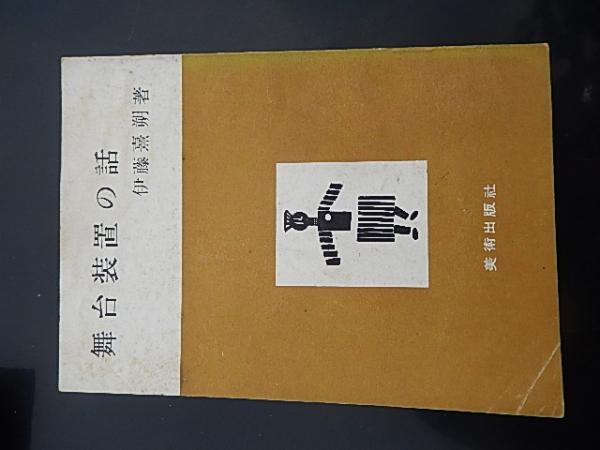 舞台装置の話
伊藤熹朔著
美術出版社